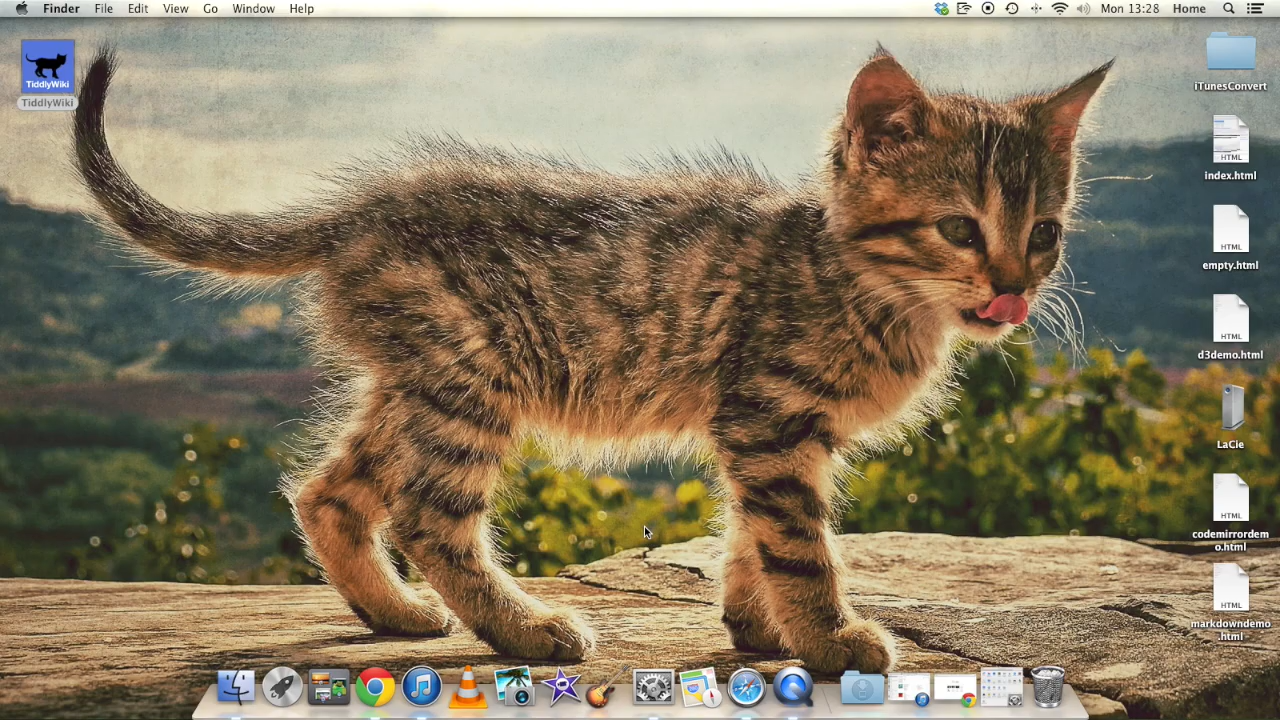 Finder File Edit View Go Window Help Mon 13:28 Home
TiddlyWiki
TiddlyWiki
iTunesConvert
HTML
index.html
HTML
empty.html
HTML
d3demo.html
LaCie
HTML
codemirrordem
o.html
HTML
markdowndemo
.html